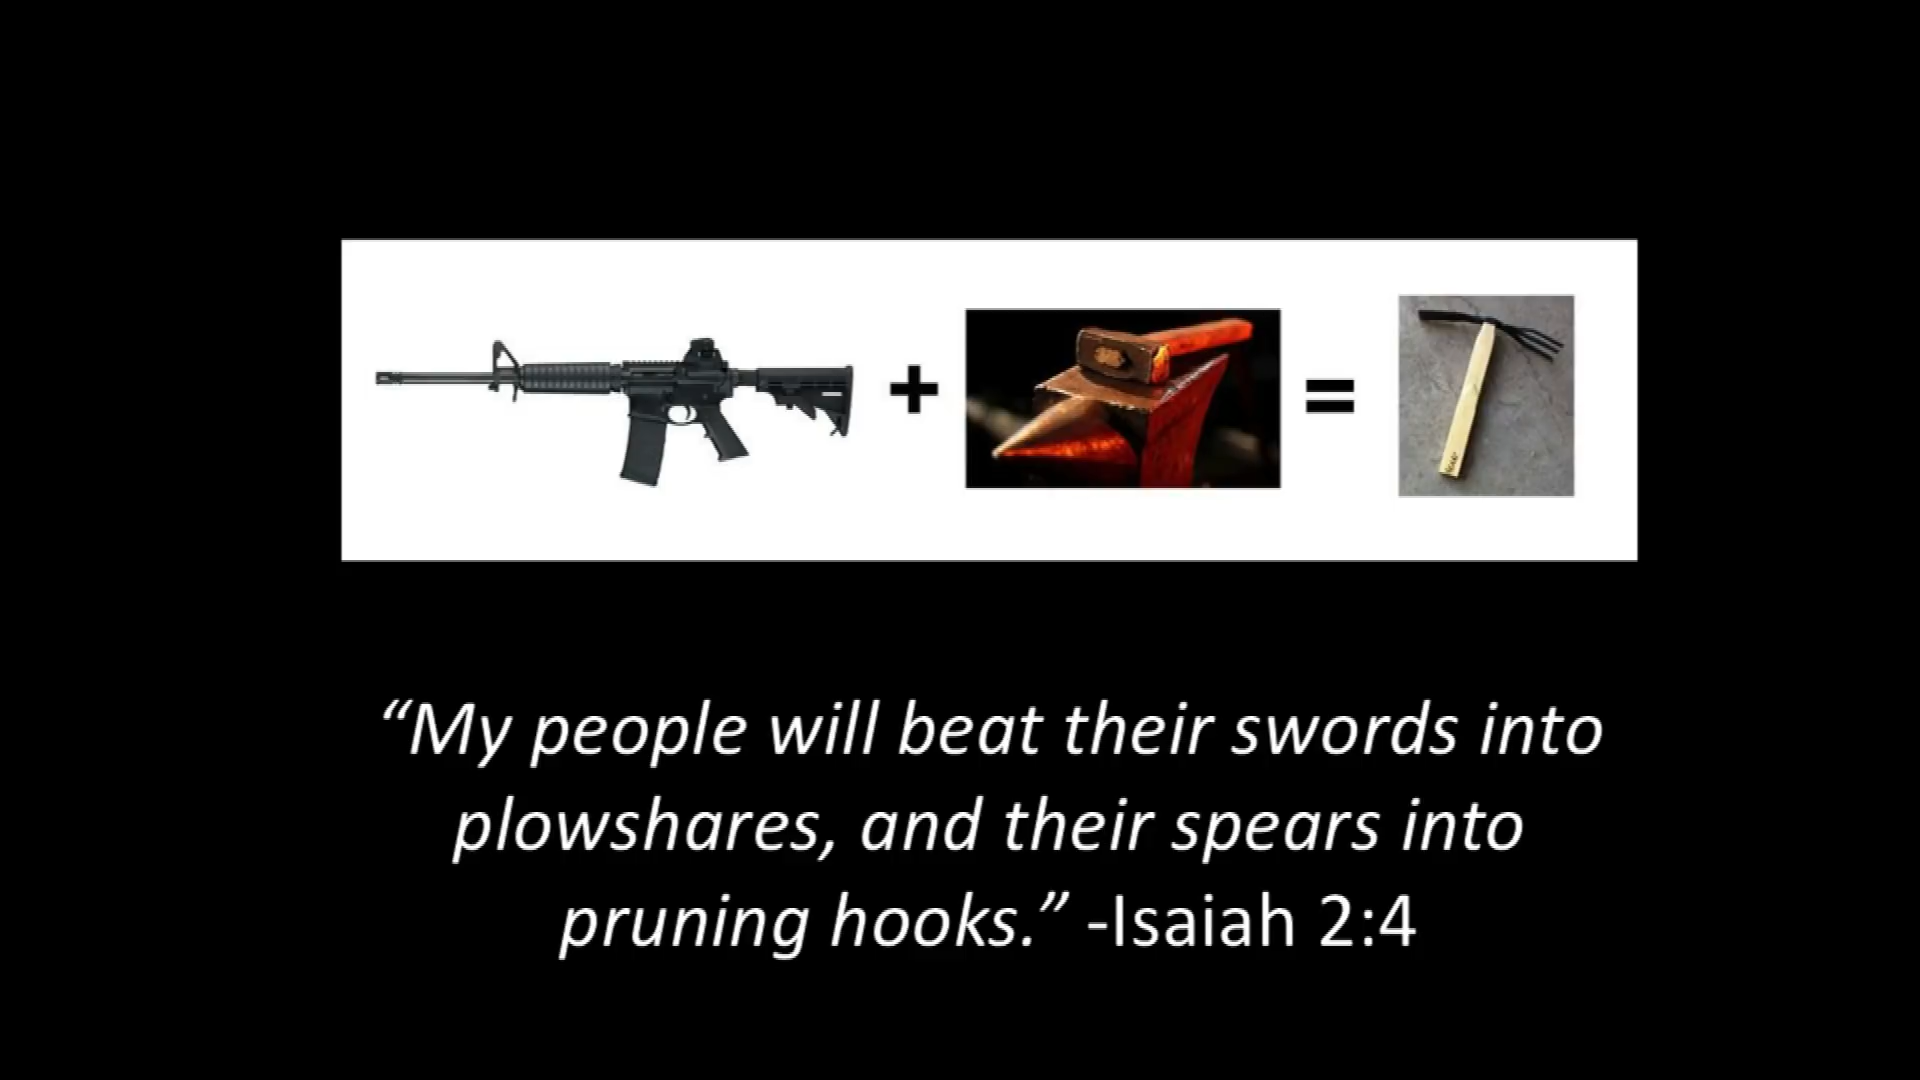 + =
“My people will beat their swords into
plowshares, and their spears into
pruning hooks.” -Isaiah 2:4